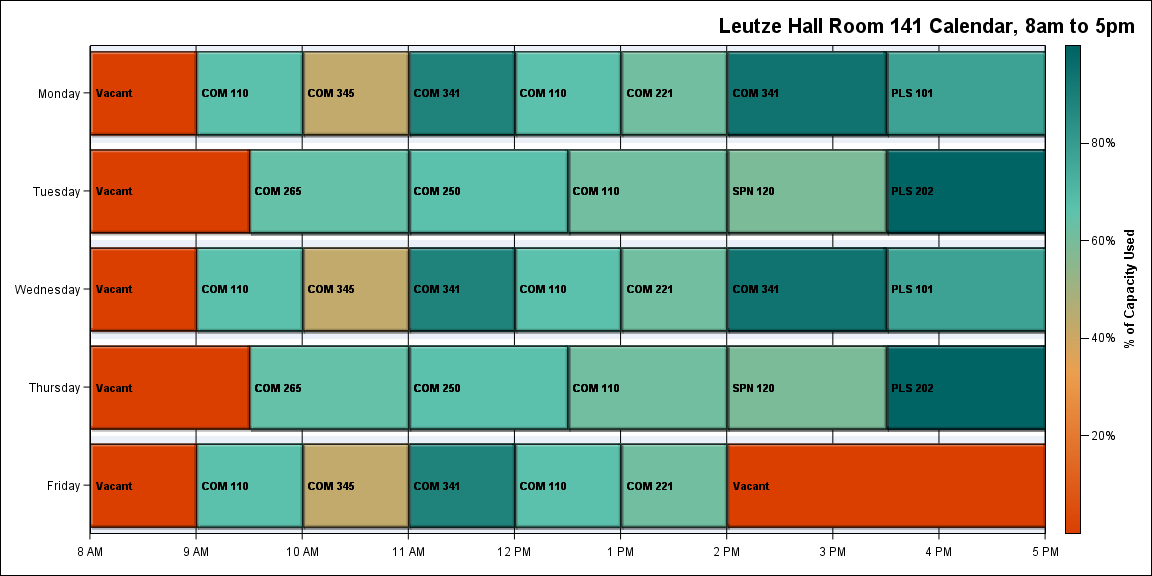 Leutze Hall Room 141 Calendar, 8am to 5pm
Monday
Vacant
COM 110
COM 345
COM 341
COM 110
COM 221
COM 341
PLS 101
Tuesday
Vacant
COM 265
COM 250
COM 110
SPN 120
PLS 202
Wednesday
Vacant
COM 110
COM 345
COM 341
COM 110
COM 221
COM 341
PLS 101
Thursday
Vacant
COM 265
COM 250
COM 110
SPN 120
PLS 202
Friday
Vacant
COM 110
COM 345
COM 341
COM 110
COM 221
Vacant
8 AM
9 AM
10 AM
11 AM
12 PM
1 PM
2 PM
3 PM
4 PM
5 PM
80%
60%
40%
20%
% of Capacity Used